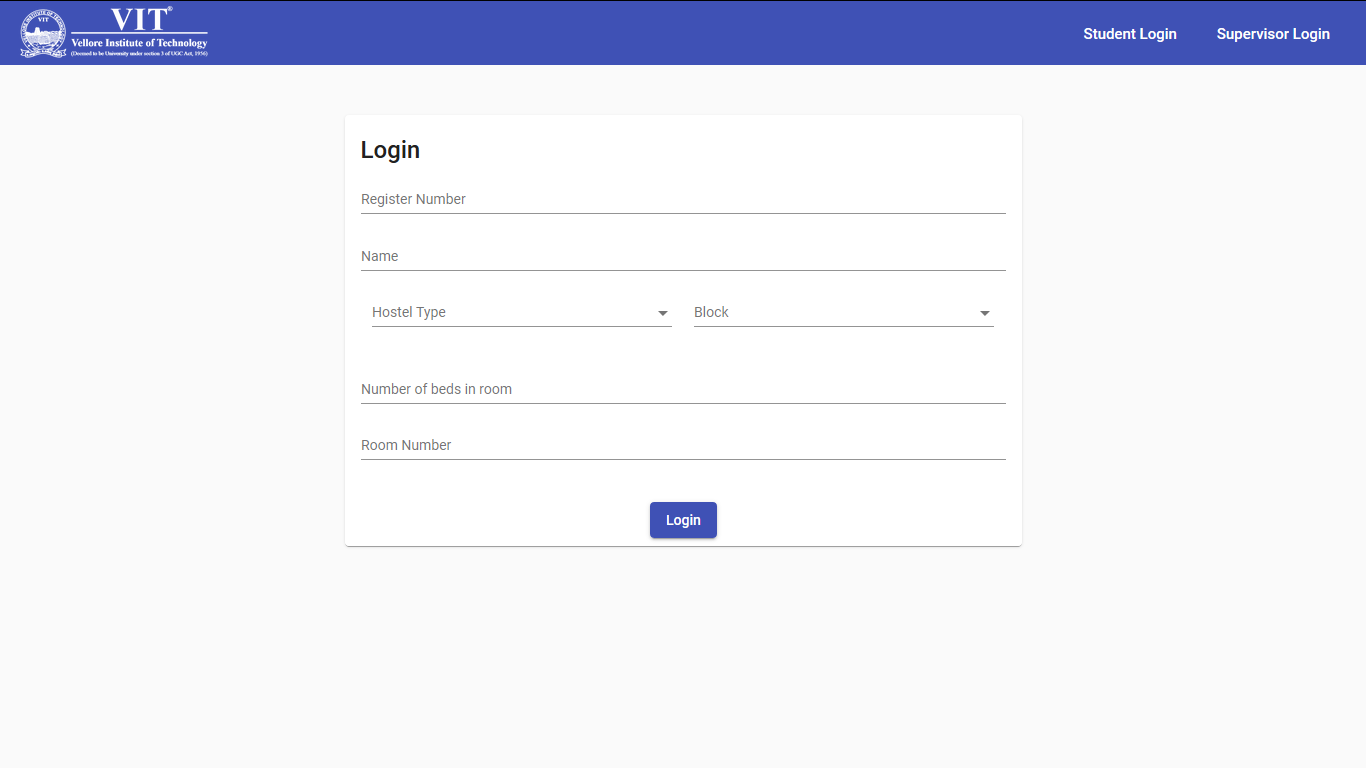 VIT®
Vellore Institute of Technology
(Deemed to be University under section 3 of UGC Act, 1956)
Student Login
Supervisor Login
Login
Register Number
Name
Hostel Type
Block
Number of beds in room
Room Number
Login